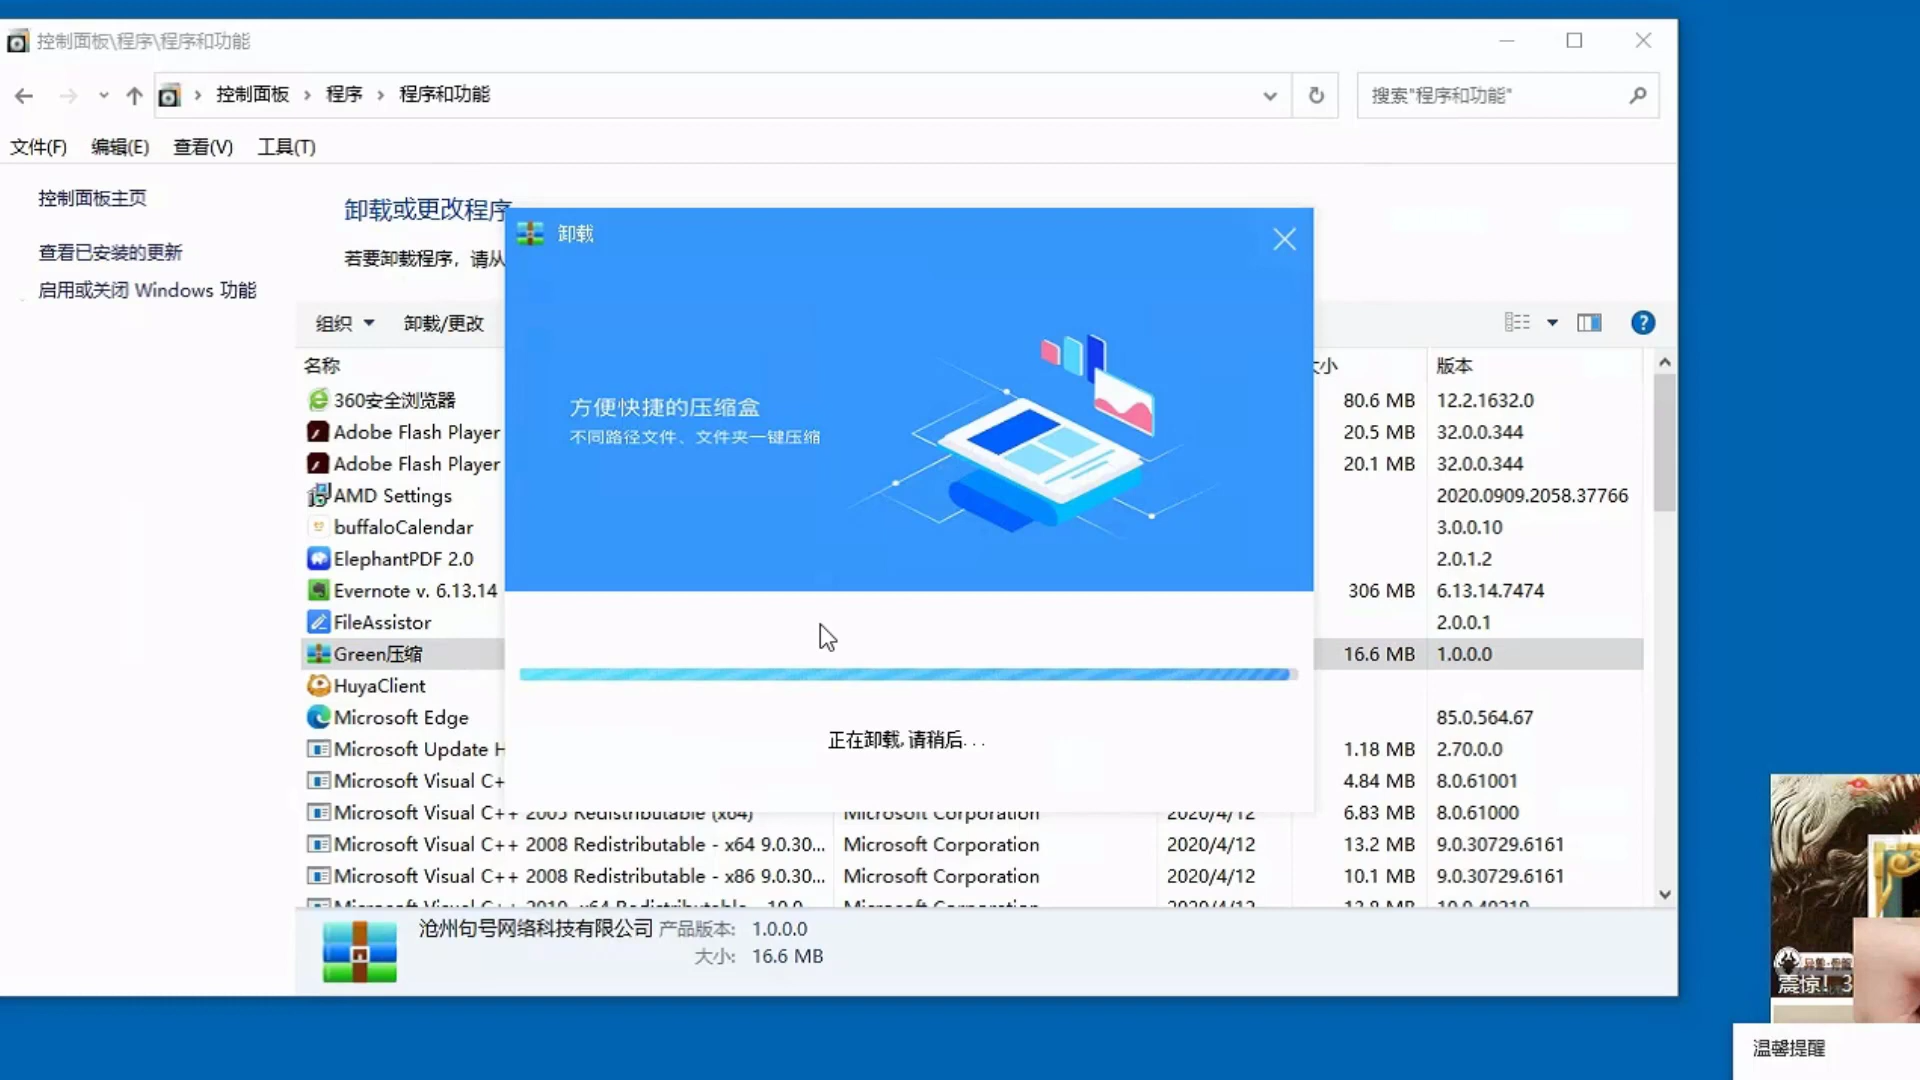 控制面板\程序\程序和功能
控制面板 › 程序 › 程序和功能
搜索"程序和功能"
文件(F) 编辑(E) 查看(V) 工具(T)
控制面板主页
查看已安装的更新
启用或关闭 Windows 功能
卸载或更改程序
若要卸载程序，请从
组织 卸载/更改
卸载
方便快捷的压缩盒
不同路径文件、文件夹一键压缩
正在卸载,请稍后...
名称 大小 版本
360安全浏览器 80.6 MB 12.2.1632.0
Adobe Flash Player 20.5 MB 32.0.0.344
Adobe Flash Player 20.1 MB 32.0.0.344
AMD Settings 2020.0909.2058.37766
buffaloCalendar 3.0.0.10
ElephantPDF 2.0 2.0.1.2
Evernote v. 6.13.14 306 MB 6.13.14.7474
FileAssistor 2.0.0.1
Green压缩 16.6 MB 1.0.0.0
HuyaClient
Microsoft Edge 85.0.564.67
Microsoft Update H 1.18 MB 2.70.0.0
Microsoft Visual C+ 4.84 MB 8.0.61001
Microsoft Visual C++ 2005 Redistributable (x64) Microsoft Corporation 2020/4/12 6.83 MB 8.0.61000
Microsoft Visual C++ 2008 Redistributable - x64 9.0.30... Microsoft Corporation 2020/4/12 13.2 MB 9.0.30729.6161
Microsoft Visual C++ 2008 Redistributable - x86 9.0.30... Microsoft Corporation 2020/4/12 10.1 MB 9.0.30729.6161
沧州句号网络科技有限公司 产品版本: 1.0.0.0
大小: 16.6 MB
震惊! 3
温馨提醒